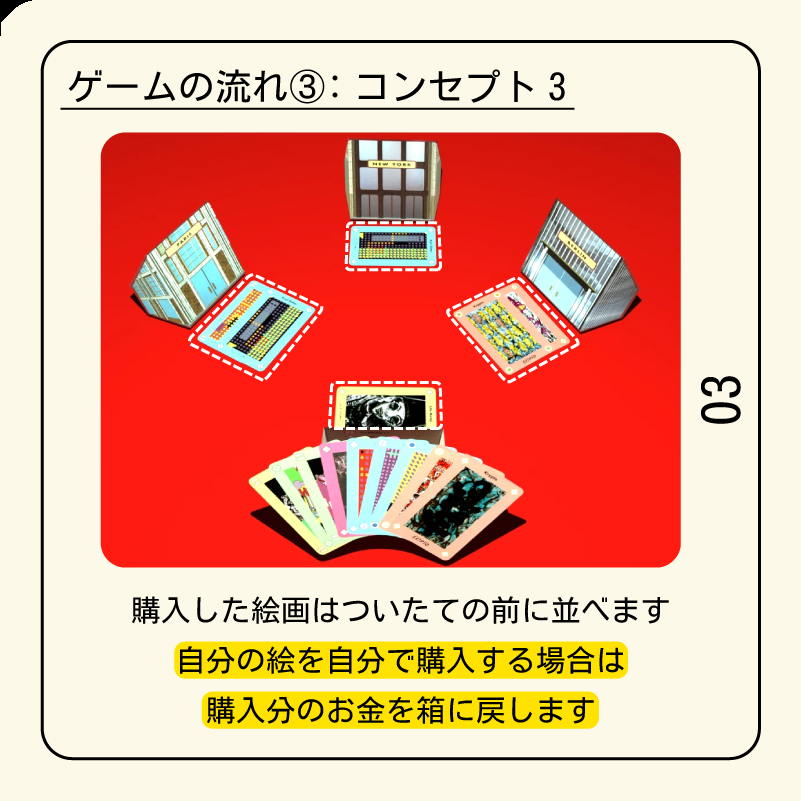 ゲームの流れ③: コンセプト 3
NEW YORK
PARIS
BERLIN
03
購入した絵画はついたての前に並べます
自分の絵を自分で購入する場合は
購入分のお金を箱に戻します